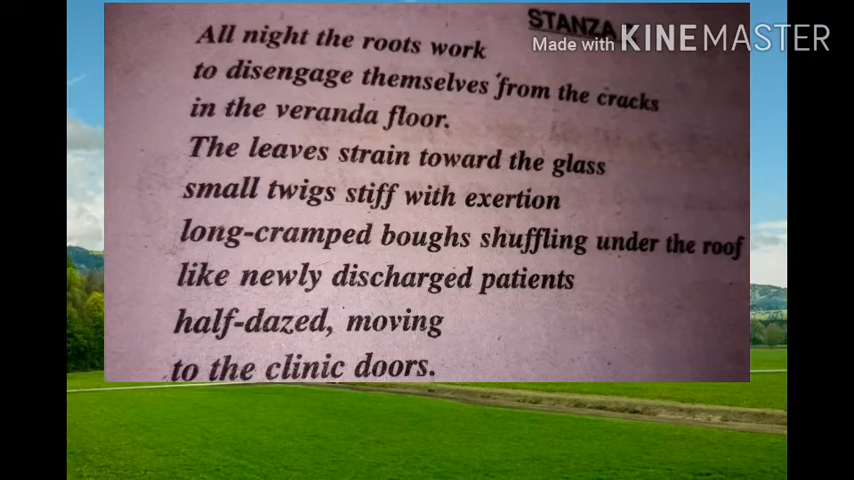 STANZA
Made with KINEMASTER
All night the roots work
to disengage themselves from the cracks
in the veranda floor.
The leaves strain toward the glass
small twigs stiff with exertion
long-cramped boughs shuffling under the roof
like newly discharged patients
half-dazed, moving
to the clinic doors.